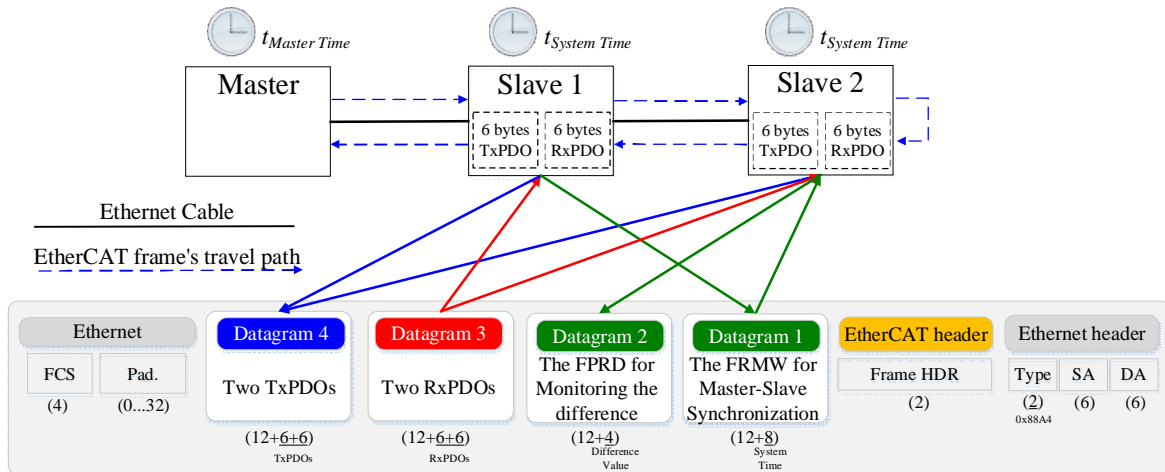 t Master Time
t System Time
t System Time
Master
Slave 1
Slave 2
6 bytes
TxPDO
6 bytes
RxPDO
6 bytes
TxPDO
6 bytes
RxPDO
Ethernet Cable
EtherCAT frame's travel path
Ethernet
FCS
(4)
Pad.
(0...32)
Datagram 4
Two TxPDOs
(12+6+6)
TxPDOs
Datagram 3
Two RxPDOs
(12+6+6)
RxPDOs
Datagram 2
The FPRD for
Monitoring the
difference
(12+4)
Difference
Value
Datagram 1
The FRMW for
Master-Slave
Synchronization
(12+8)
System
Time
EtherCAT header
Frame HDR
(2)
Ethernet header
Type
(2)
0x88A4
SA
(6)
DA
(6)